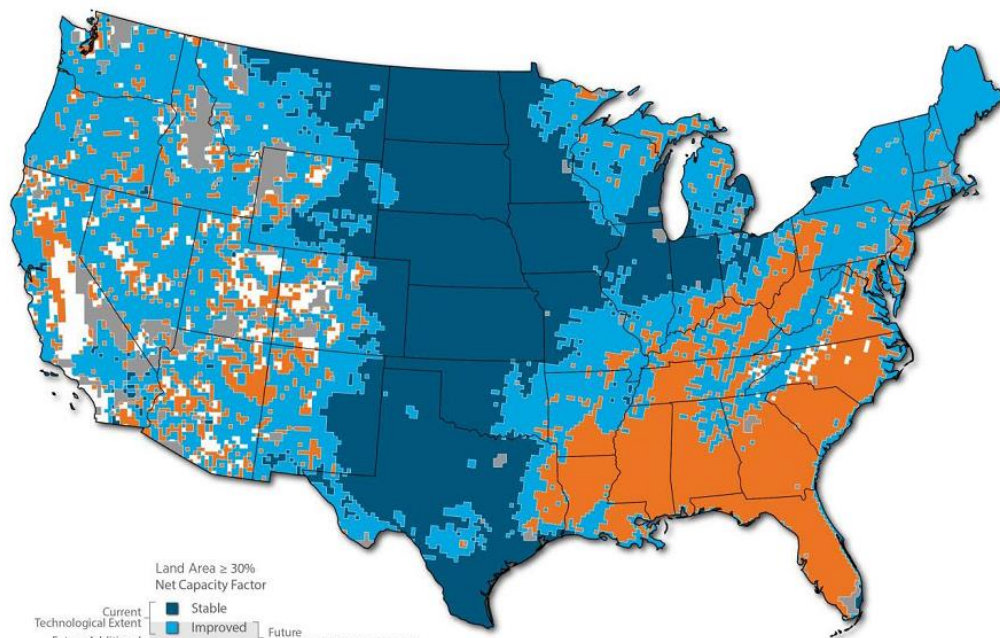 Land Area ≥ 30%
Net Capacity Factor
Current
Technological Extent
Stable
Improved
Future